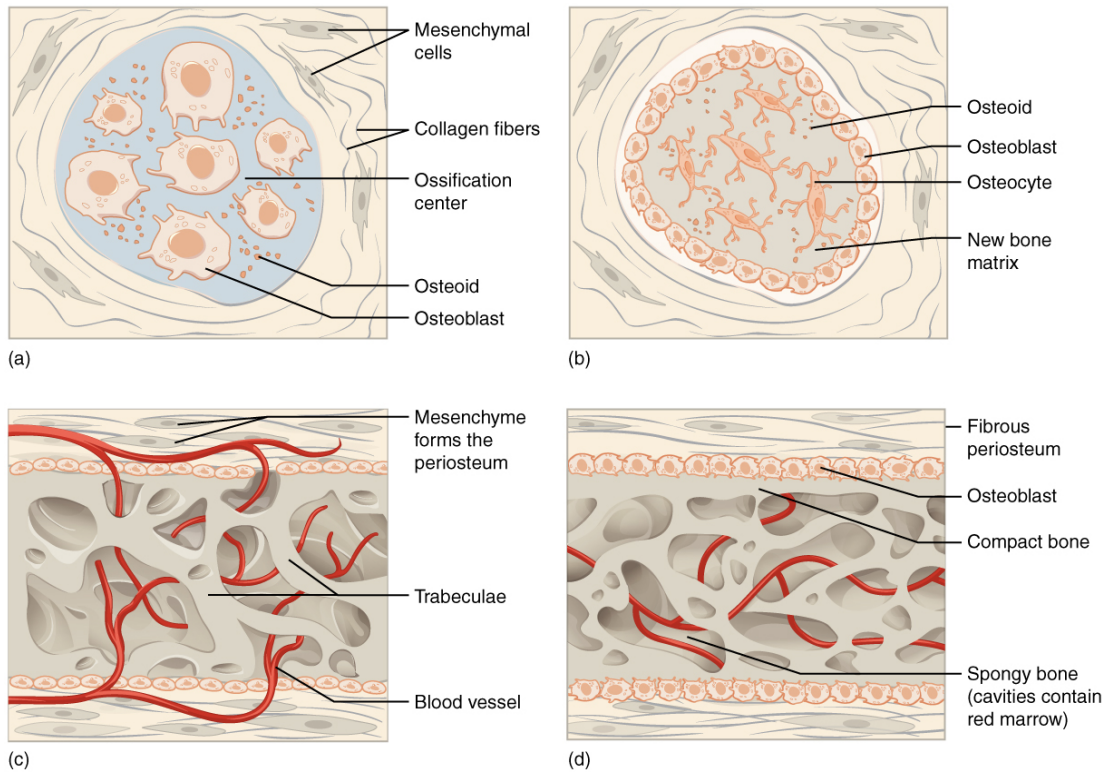 Mesenchymal
cells
Collagen fibers
Ossification
center
Osteoid
Osteoblast
(a)
Osteoid
Osteoblast
Osteocyte
New bone
matrix
(b)
Mesenchyme
forms the
periosteum
Trabeculae
Blood vessel
(c)
Fibrous
periosteum
Osteoblast
Compact bone
Spongy bone
(cavities contain
red marrow)
(d)